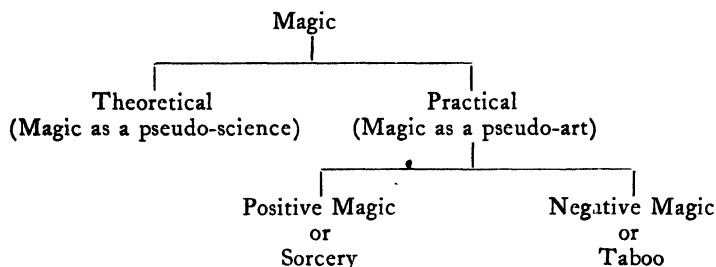 Magic
Theoretical Practical
(Magic as a pseudo-science) (Magic as a pseudo-art)
Positive Magic Negative Magic
or or
Sorcery Taboo